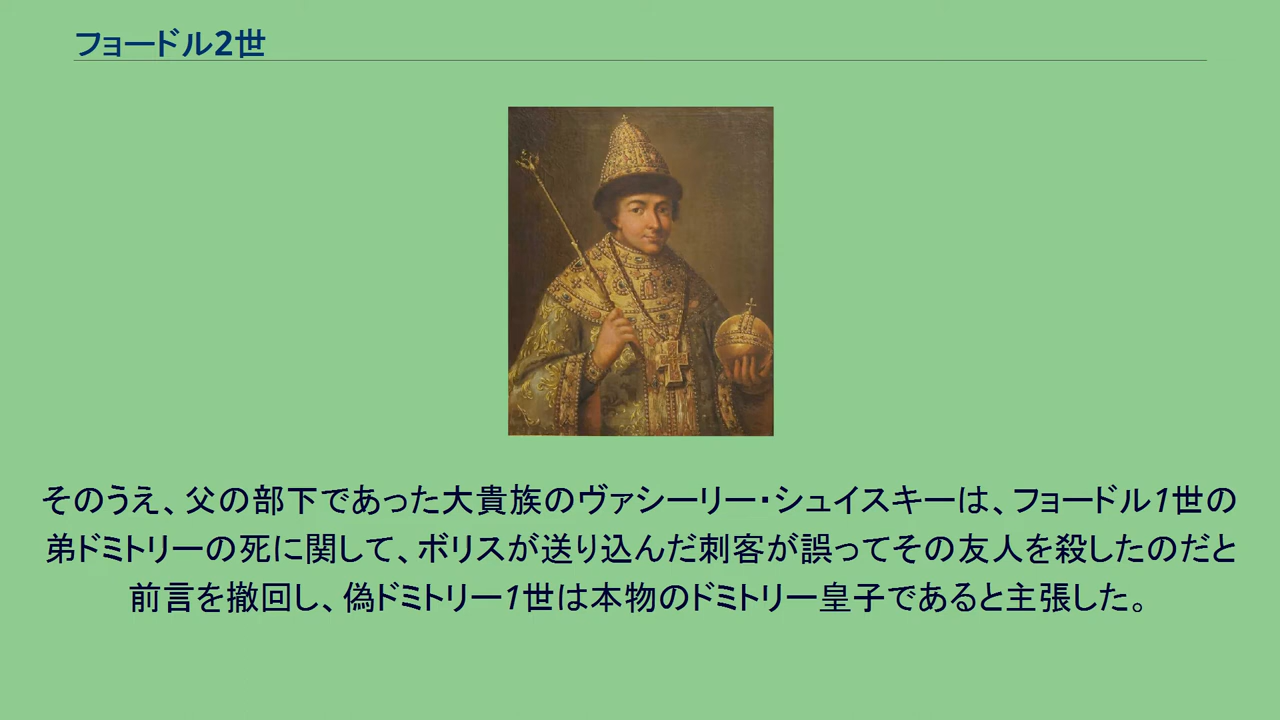 フョードル2世
そのうえ、父の部下であった大貴族のヴァシーリー・シュイスキーは、フョードル1世の
弟ドミトリーの死に関して、ボリスが送り込んだ刺客が誤ってその友人を殺したのだと
前言を撤回し、偽ドミトリー1世は本物のドミトリー皇子であると主張した。